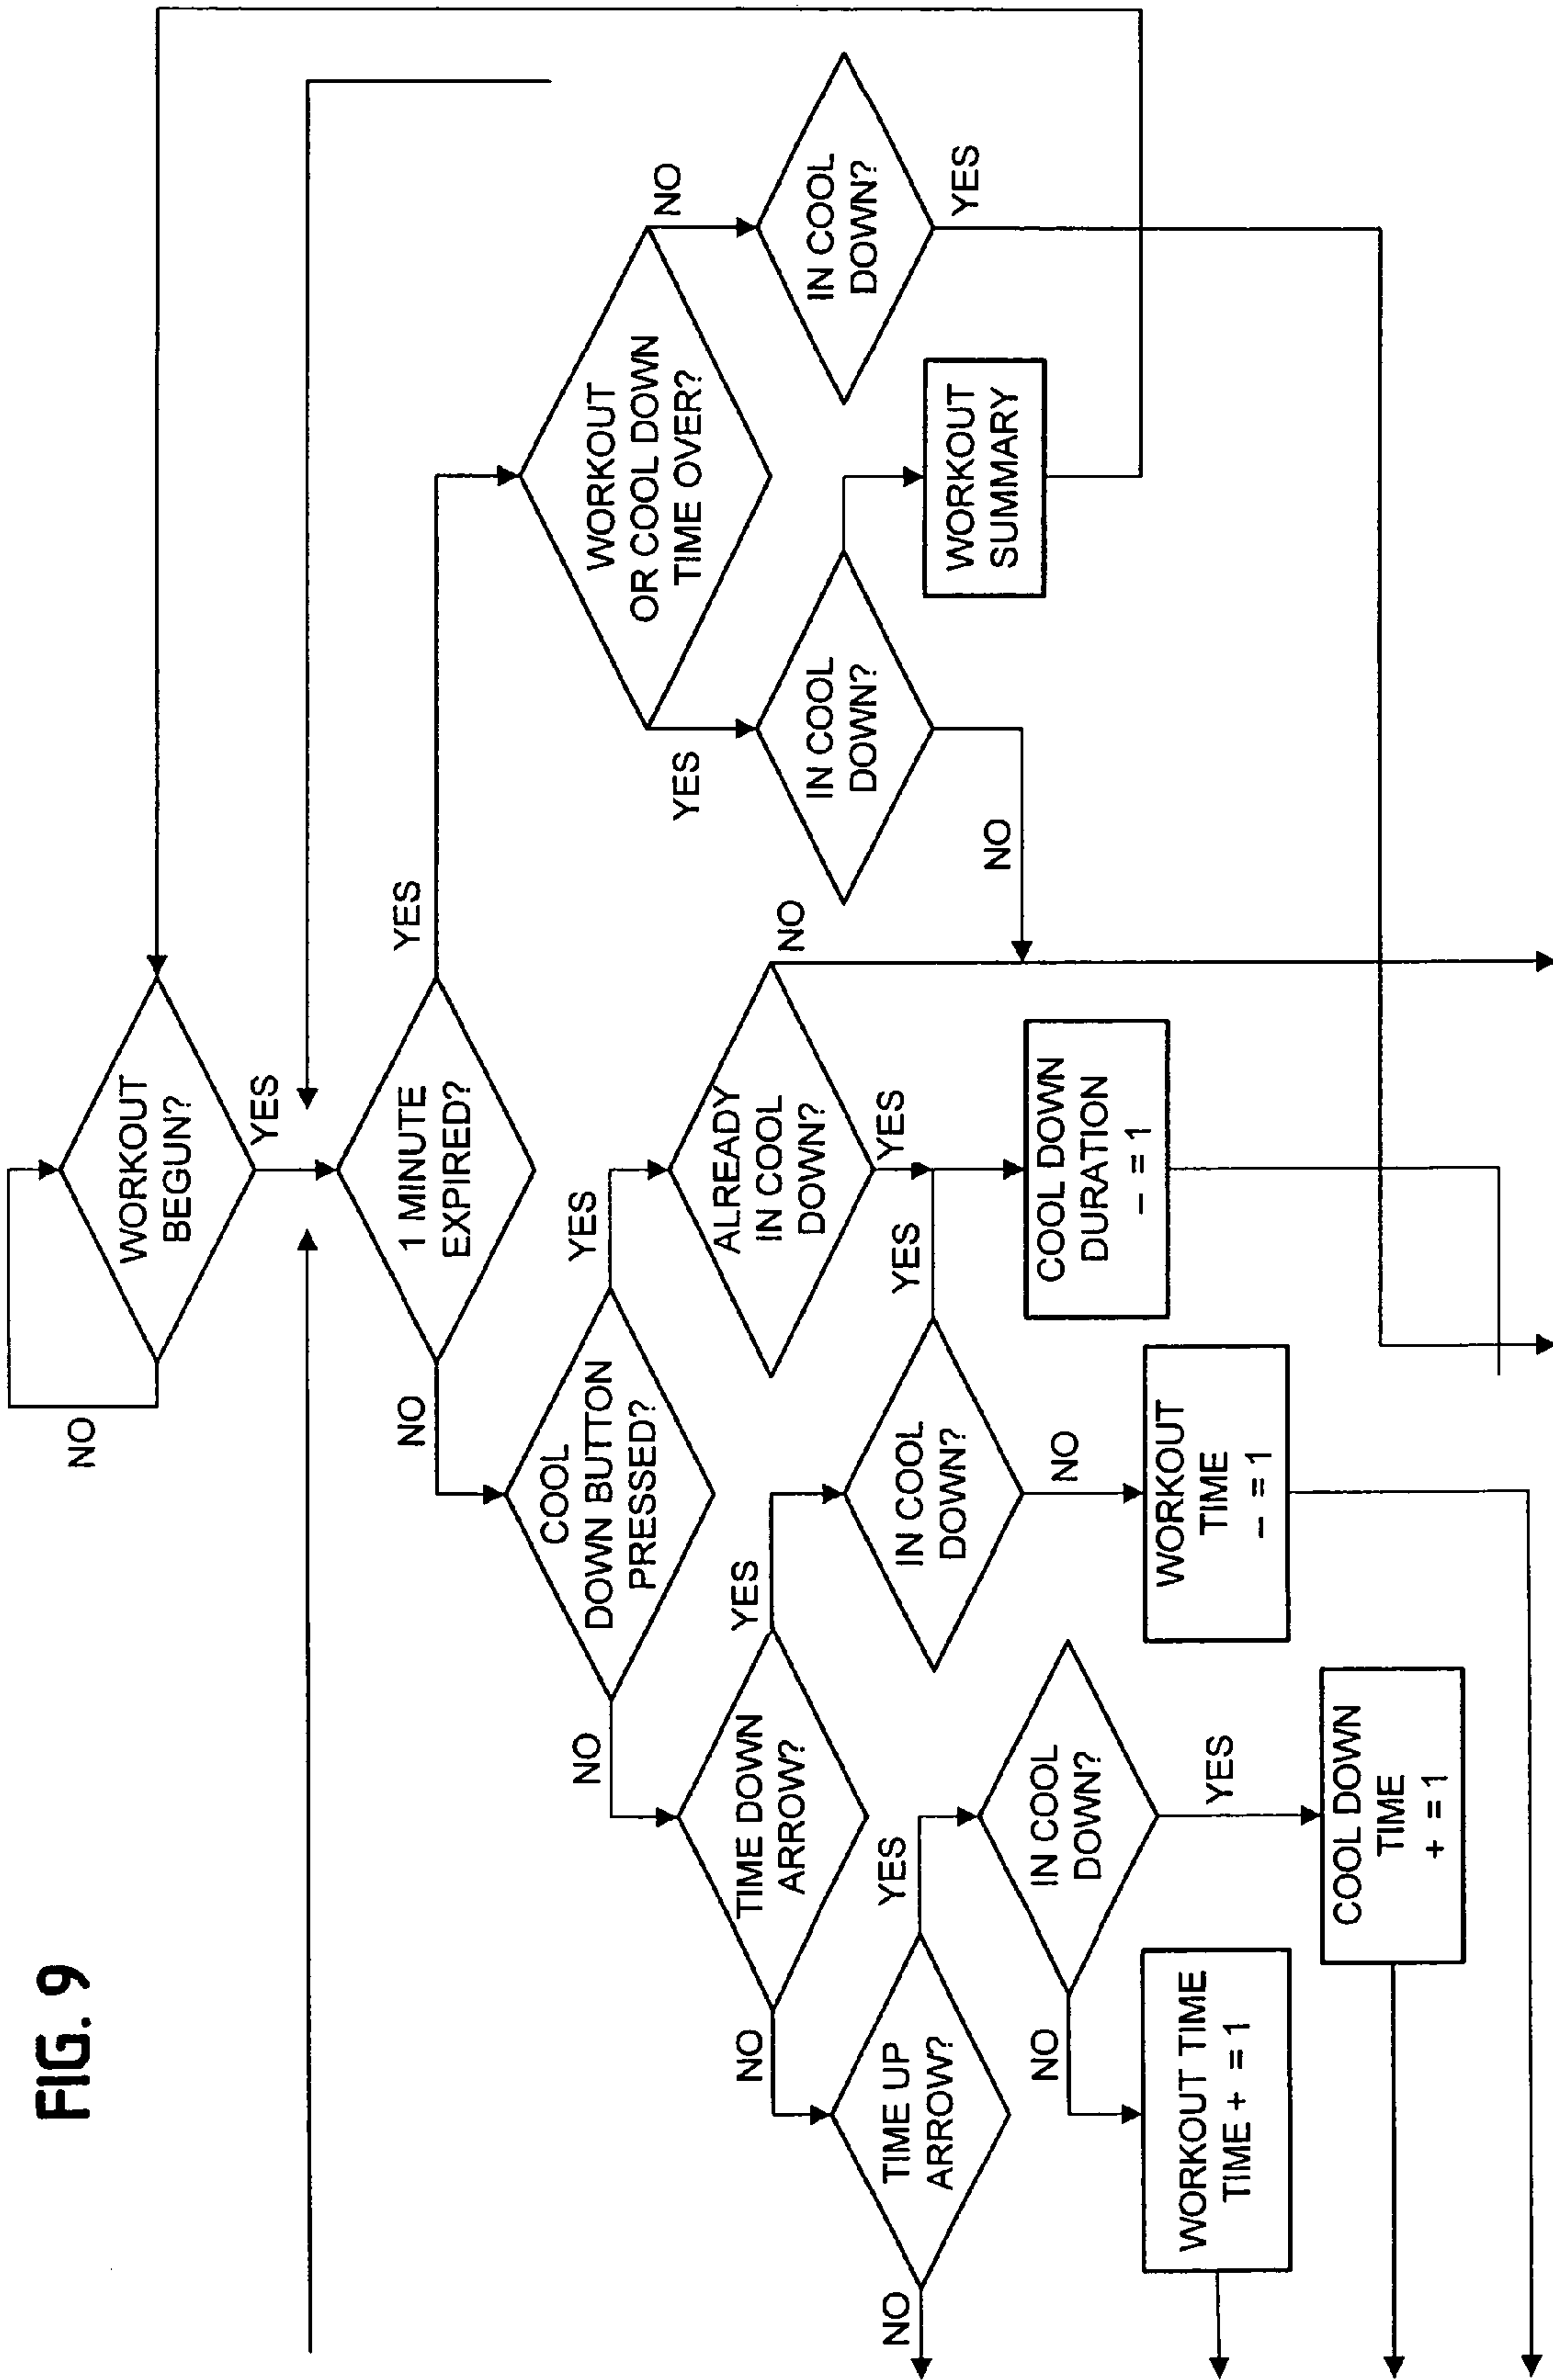 FIG. 9
NO
WORKOUT
BEGUN?
YES
1 MINUTE
EXPIRED?
NO
YES
COOL
DOWN BUTTON
PRESSED?
NO
YES
WORKOUT
OR COOL DOWN
TIME OVER?
YES
NO
TIME DOWN
ARROW?
NO
YES
ALREADY
IN COOL
DOWN?
YES
NO
IN COOL
DOWN?
NO
IN COOL
DOWN?
YES
TIME UP
ARROW?
NO
YES
IN COOL
DOWN?
YES
NO
WORKOUT
SUMMARY
IN COOL
DOWN?
NO
YES
COOL DOWN
DURATION
– = 1
WORKOUT TIME
TIME + = 1
WORKOUT
TIME
– = 1
COOL DOWN
TIME
+ = 1